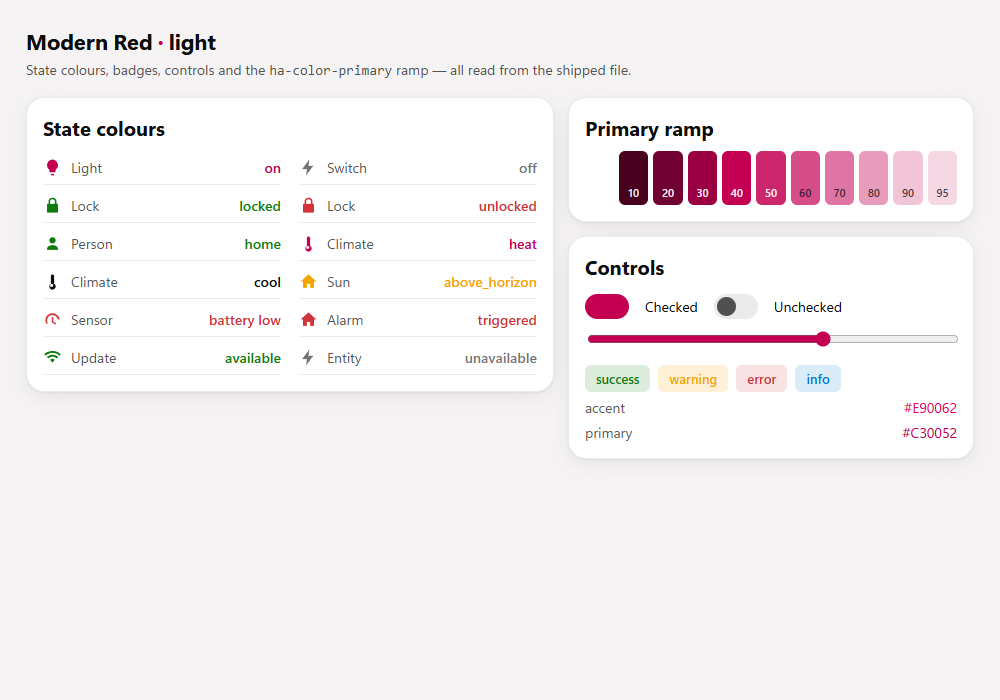 Modern Red · light
State colours, badges, controls and the ha-color-primary ramp — all read from the shipped file.
State colours
Light on
Switch off
Lock locked
Lock unlocked
Person home
Climate heat
Climate cool
Sun above_horizon
Sensor battery low
Alarm triggered
Update available
Entity unavailable
Primary ramp
10 20 30 40 50 60 70 80 90 95
Controls
Checked Unchecked
success warning error info
accent #E90062
primary #C30052